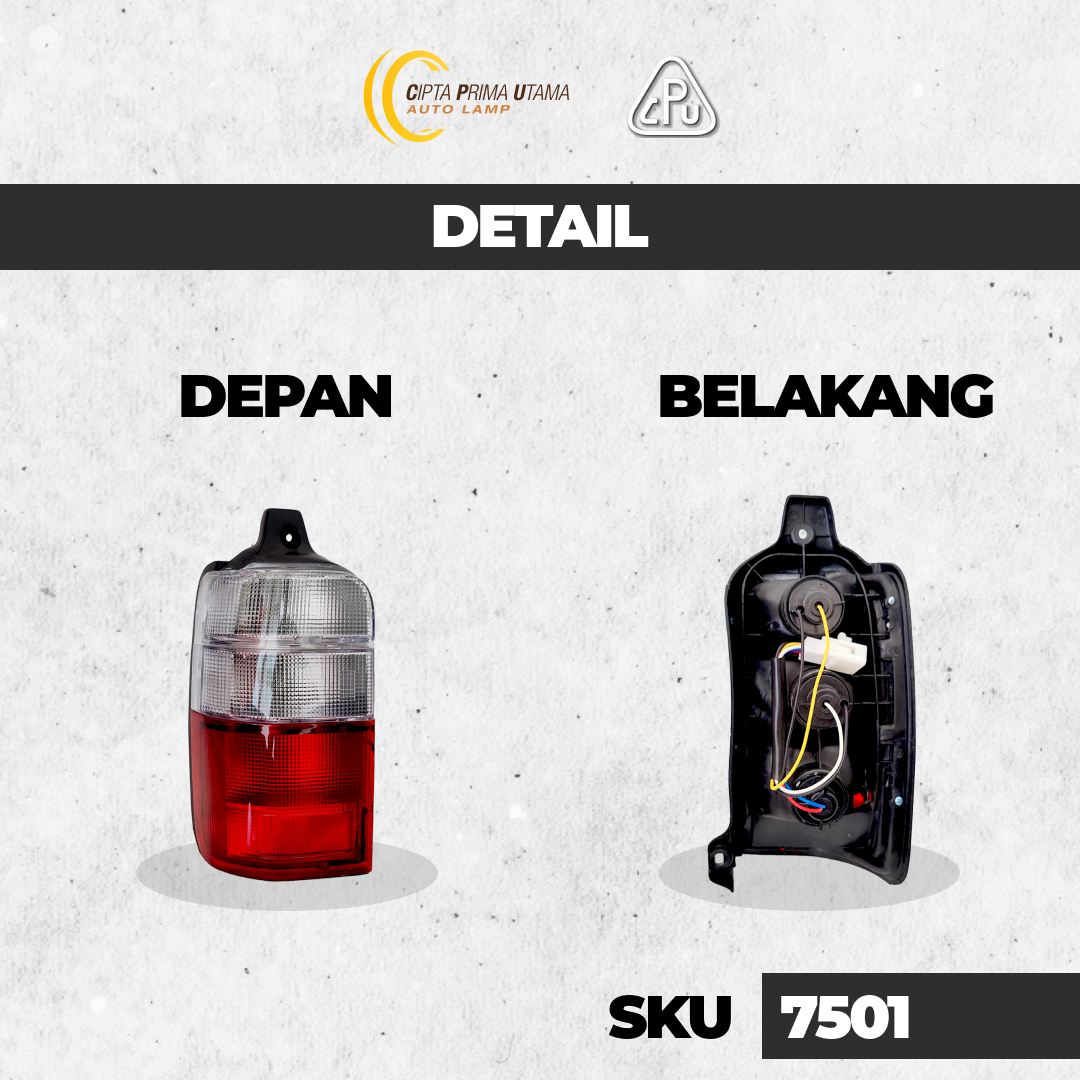 CIPTA PRIMA UTAMA
AUTO LAMP
CPU
DETAIL
DEPAN
BELAKANG
SKU 7501